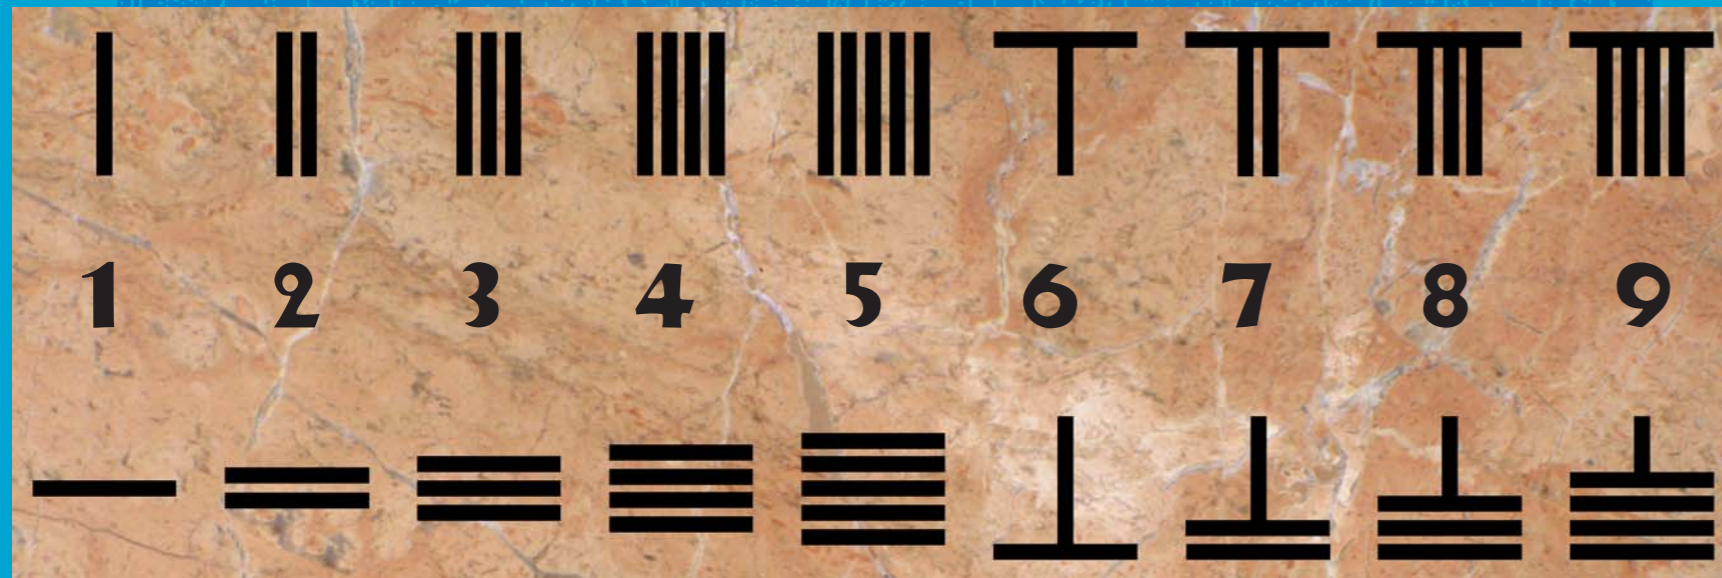 𝍩 𝍪 𝍫 𝍬 𝍭 𝍮 𝍯 𝍰 𝍱
1 2 3 4 5 6 7 8 9
𝍠 𝍡 𝍢 𝍣 𝍤 𝍥 𝍦 𝍧 𝍨